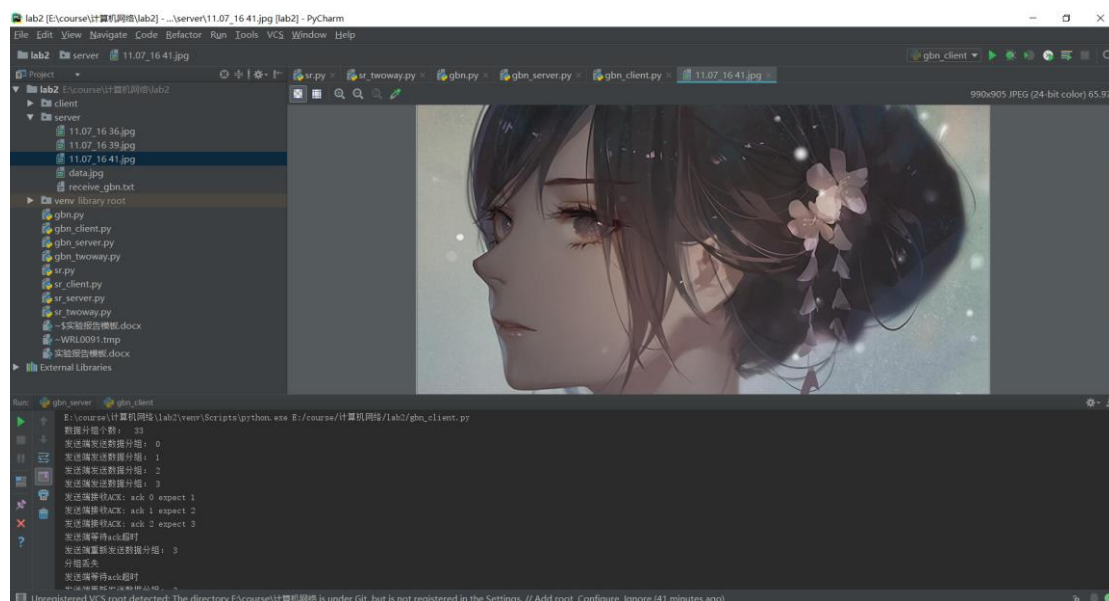 lab2 [E:\course\计算机网络\lab2] - ...\server\11.07_16 41.jpg [lab2] - PyCharm
File Edit View Navigate Code Refactor Run Tools VCS Window Help
lab2 server 11.07_16 41.jpg gbn_client
Project sr.py sr_twoway.py gbn.py gbn_server.py gbn_client.py 11.07_16 41.jpg
lab2 E:\course\计算机网络\lab2
990x905 JPEG (24-bit color) 65.97
client
server
11.07_16 36.jpg
11.07_16 39.jpg
11.07_16 41.jpg
data.jpg
receive_gbn.txt
venv library root
gbn.py
gbn_client.py
gbn_server.py
gbn_twoway.py
sr.py
sr_client.py
sr_server.py
sr_twoway.py
~$实验报告模板.docx
~WRL0091.tmp
实验报告模板.docx
External Libraries
Run: gbn_server gbn_client
E:\course\计算机网络\lab2\venv\Scripts\python.exe E:/course/计算机网络/lab2/gbn_client.py
数据分组个数： 33
发送端发送数据分组： 0
发送端发送数据分组： 1
发送端发送数据分组： 2
发送端发送数据分组： 3
发送端接收ACK: ack 0 expect 1
发送端接收ACK: ack 1 expect 2
发送端接收ACK: ack 2 expect 3
发送端等待ack超时
发送端重新发送数据分组： 3
分组丢失
发送端等待ack超时
Unregistered VCS root detected: The directory E:\course\计算机网络\lab2 is under Git, but is not registered in the Settings. // Add root Configure Ignore (41 minutes ago)